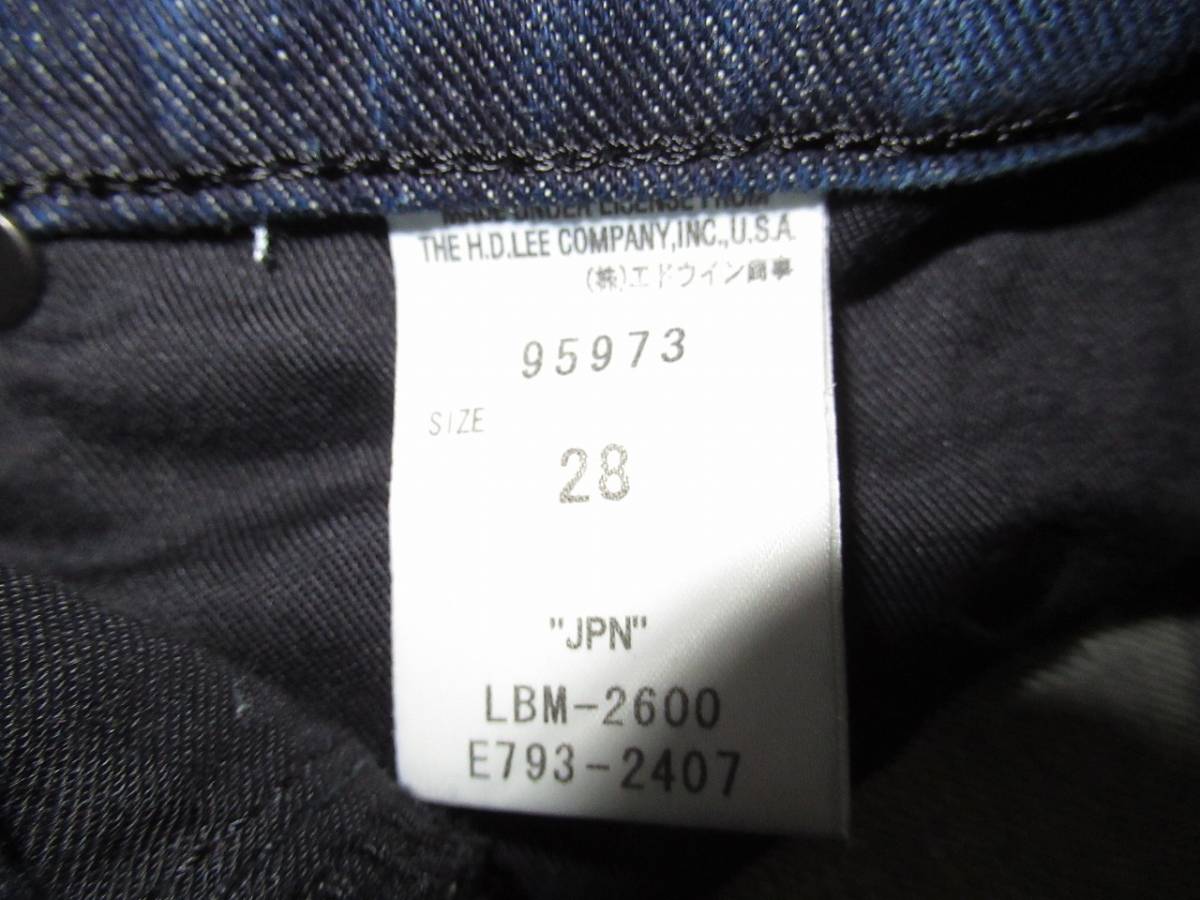 MADE UNDER LICENSE FROM
THE H.D.LEE COMPANY,INC.,U.S.A.
(株)エドウイン商事
95973
SIZE
28
"JPN"
LBM-2600
E793-2407